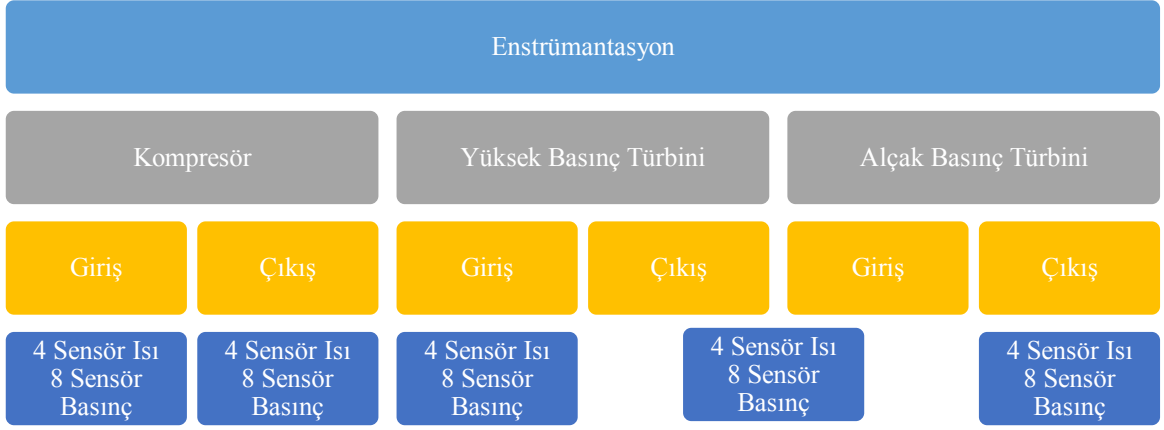 Enstrümantasyon
Kompresör
Yüksek Basınç Türbini
Alçak Basınç Türbini
Giriş
Çıkış
Giriş
Çıkış
Giriş
Çıkış
4 Sensör Isı
8 Sensör
Basınç
4 Sensör Isı
8 Sensör
Basınç
4 Sensör Isı
8 Sensör
Basınç
4 Sensör Isı
8 Sensör
Basınç
4 Sensör Isı
8 Sensör
Basınç